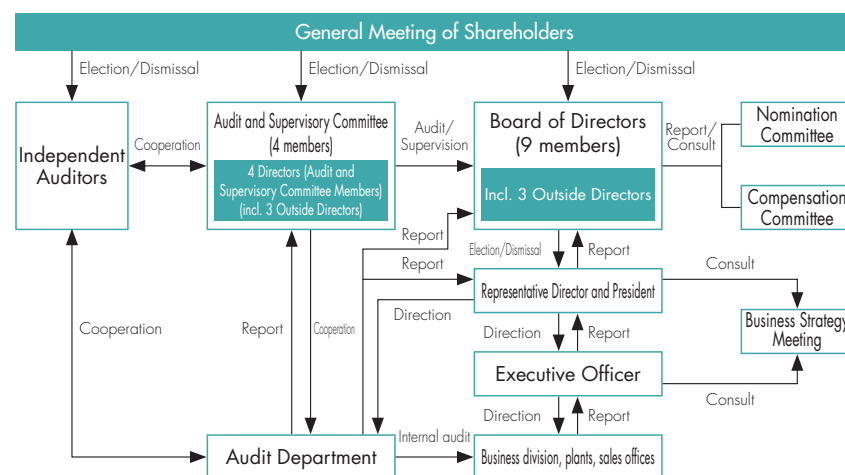 General Meeting of Shareholders
Election/Dismissal
Election/Dismissal
Election/Dismissal
Independent
Auditors
Cooperation
Audit and Supervisory Committee
(4 members)
4 Directors (Audit and
Supervisory Committee Members)
(incl. 3 Outside Directors)
Audit/
Supervision
Board of Directors
(9 members)
Incl. 3 Outside Directors
Report/
Consult
Nomination
Committee
Compensation
Committee
Report
Election/Dismissal
Report
Report
Consult
Representative Director and President
Direction
Cooperation
Report
Cooperation
Direction
Report
Business Strategy
Meeting
Executive Officer
Consult
Direction
Report
Audit Department
Internal audit
Business division, plants, sales offices